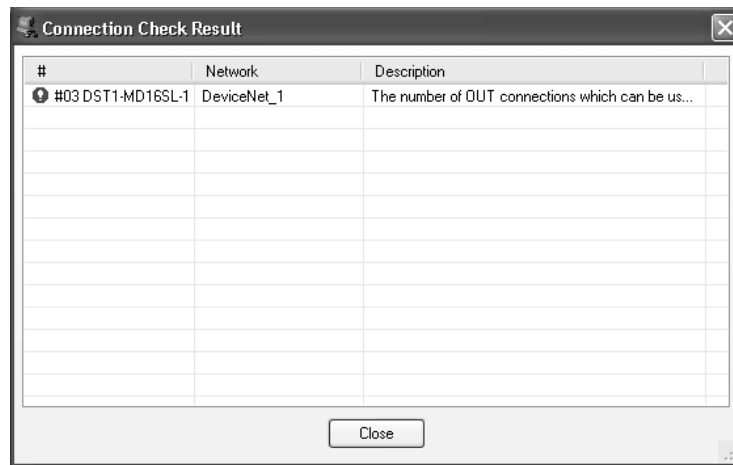 Connection Check Result
# Network Description
#03 DST1-MD16SL-1 DeviceNet_1 The number of OUT connections which can be us...
Close